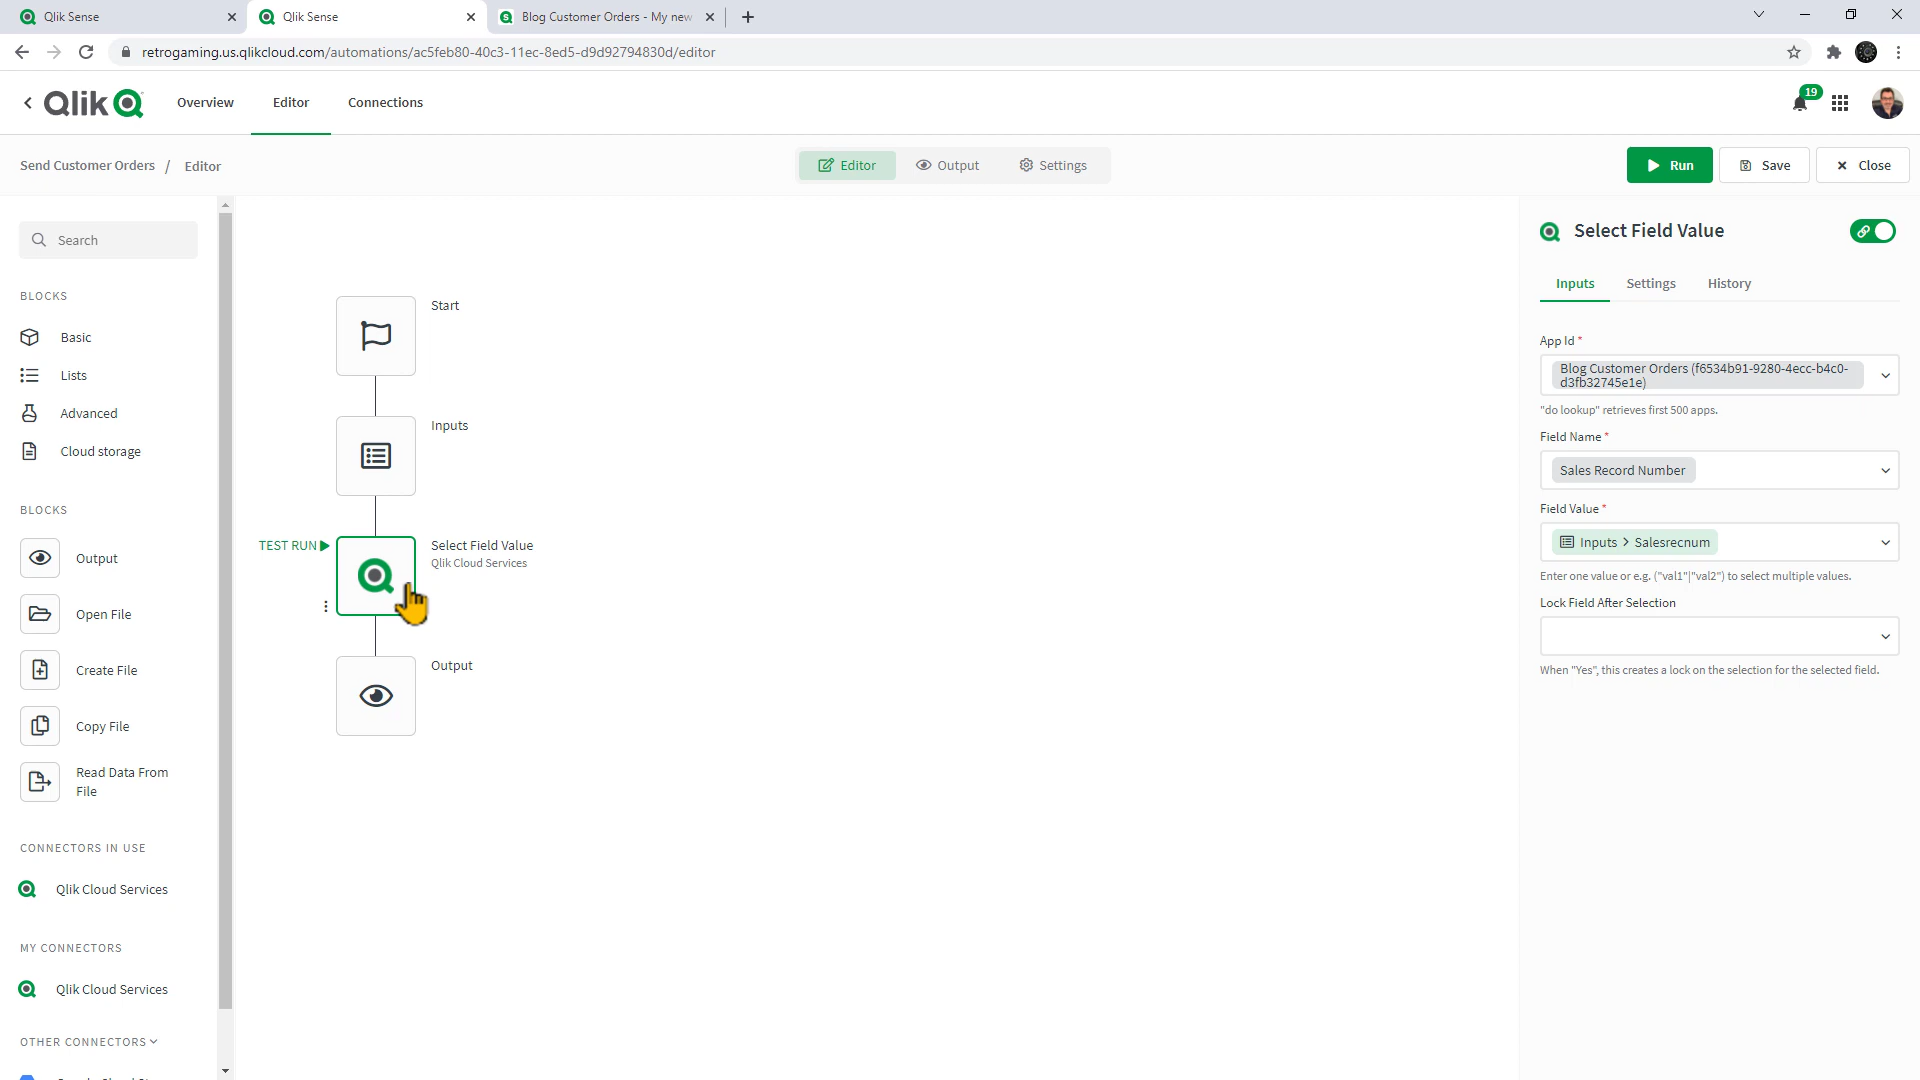 Qlik Sense
Qlik Sense
Blog Customer Orders - My new
retrogaming.us.qlikcloud.com/automations/ac5feb80-40c3-11ec-8ed5-d9d92794830d/editor
Qlik
Overview
Editor
Connections
19
Send Customer Orders / Editor
Editor
Output
Settings
Run
Save
Close
Search
BLOCKS
Basic
Lists
Advanced
Cloud storage
BLOCKS
Output
Open File
Create File
Copy File
Read Data From
File
CONNECTORS IN USE
Qlik Cloud Services
MY CONNECTORS
Qlik Cloud Services
OTHER CONNECTORS
Start
Inputs
TEST RUN
Select Field Value
Qlik Cloud Services
Output
Select Field Value
Inputs
Settings
History
App Id *
Blog Customer Orders (f6534b91-9280-4ecc-b4c0-
d3fb32745e1e)
"do lookup" retrieves first 500 apps.
Field Name *
Sales Record Number
Field Value *
Inputs > Salesrecnum
Enter one value or e.g. ("val1"|"val2") to select multiple values.
Lock Field After Selection
When "Yes", this creates a lock on the selection for the selected field.